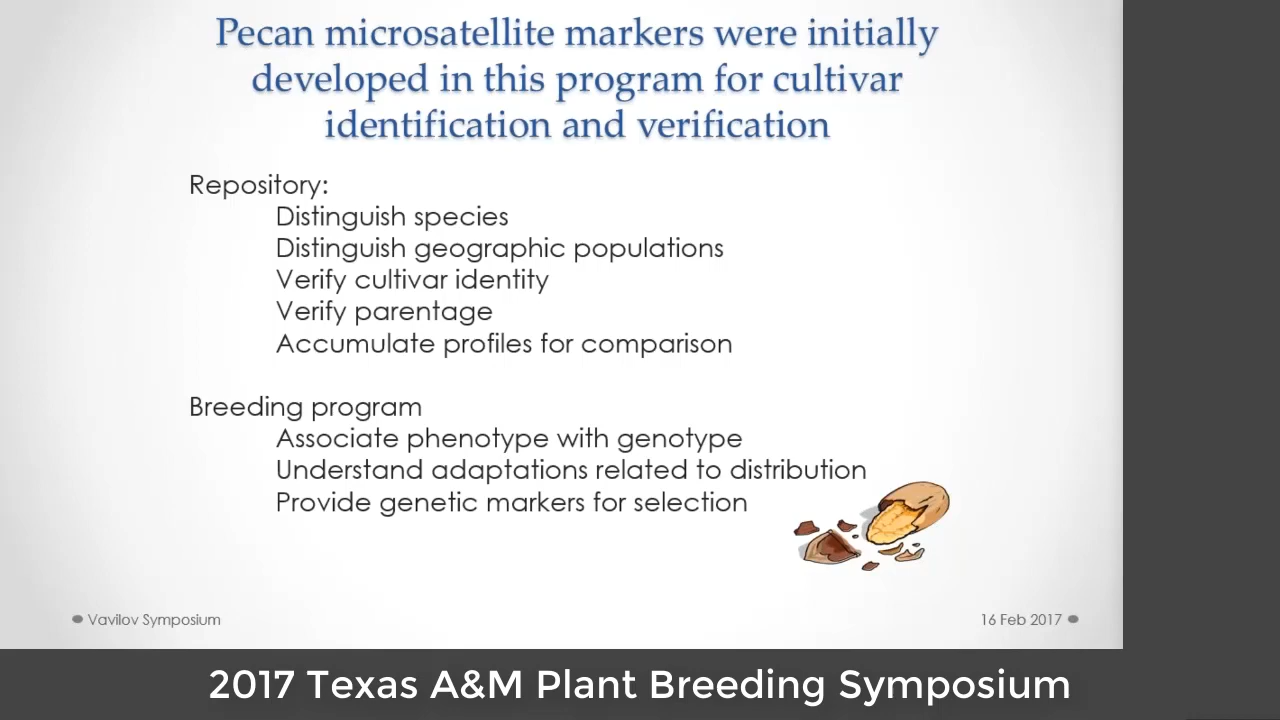 Pecan microsatellite markers were initially
developed in this program for cultivar
identification and verification
Repository:
Distinguish species
Distinguish geographic populations
Verify cultivar identity
Verify parentage
Accumulate profiles for comparison
Breeding program
Associate phenotype with genotype
Understand adaptations related to distribution
Provide genetic markers for selection
Vavilov Symposium
16 Feb 2017
2017 Texas A&M Plant Breeding Symposium